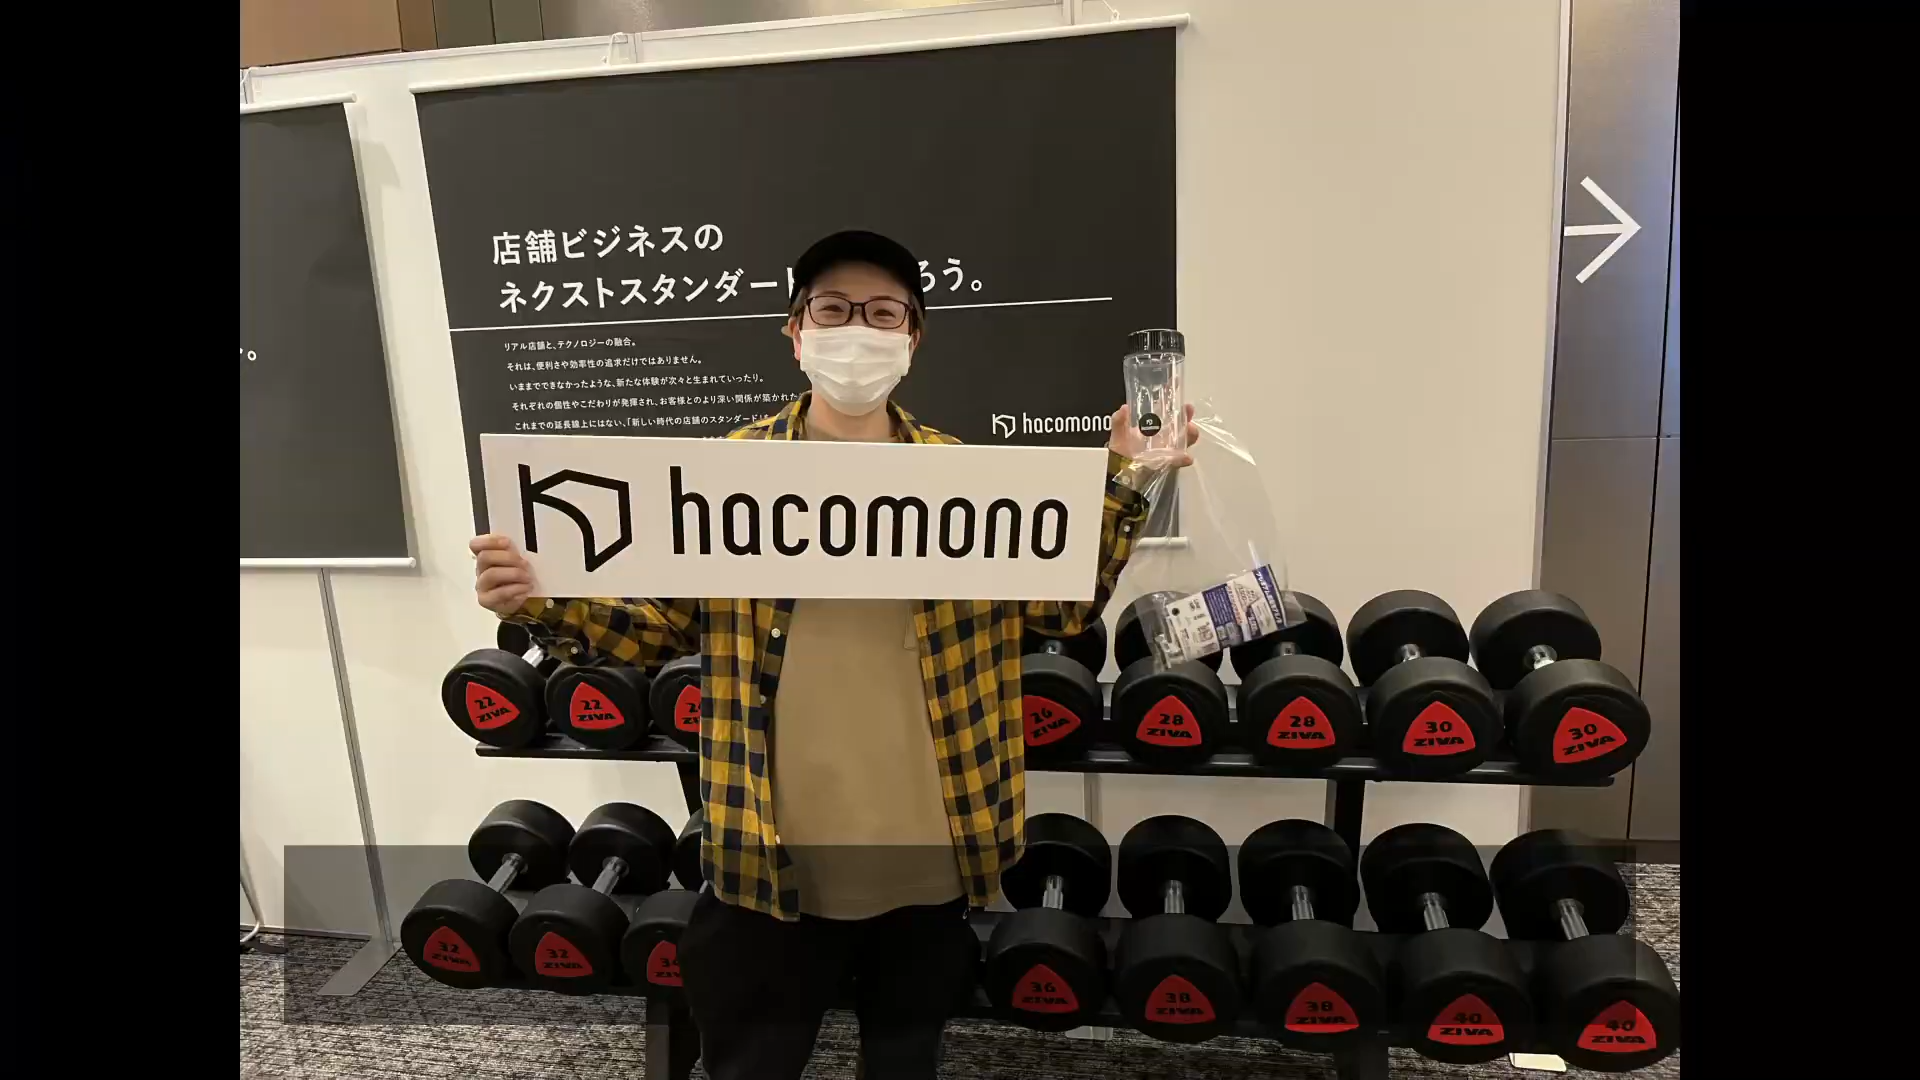 店舗ビジネスの
ネクストスタンダード
ろう。
リアル店舗と、テクノロジーの融合。
それは、便利さや効率性の追求だけではありません。
いままでできなかったような、新たな体験が次々と生まれていったり。
それぞれの個性やこだわりが発揮され、お客様とのより深い関係が築かれた
これまでの延長線上にはない、「新しい時代の店舗のスタンダード」を
hacomono
hacomono
22
ZIVA
22
ZIVA
26
ZIVA
28
ZIVA
28
ZIVA
30
ZIVA
30
ZIVA
32
ZIVA
32
ZIVA
36
ZIVA
38
ZIVA
38
ZIVA
40
ZIVA
40
ZIVA